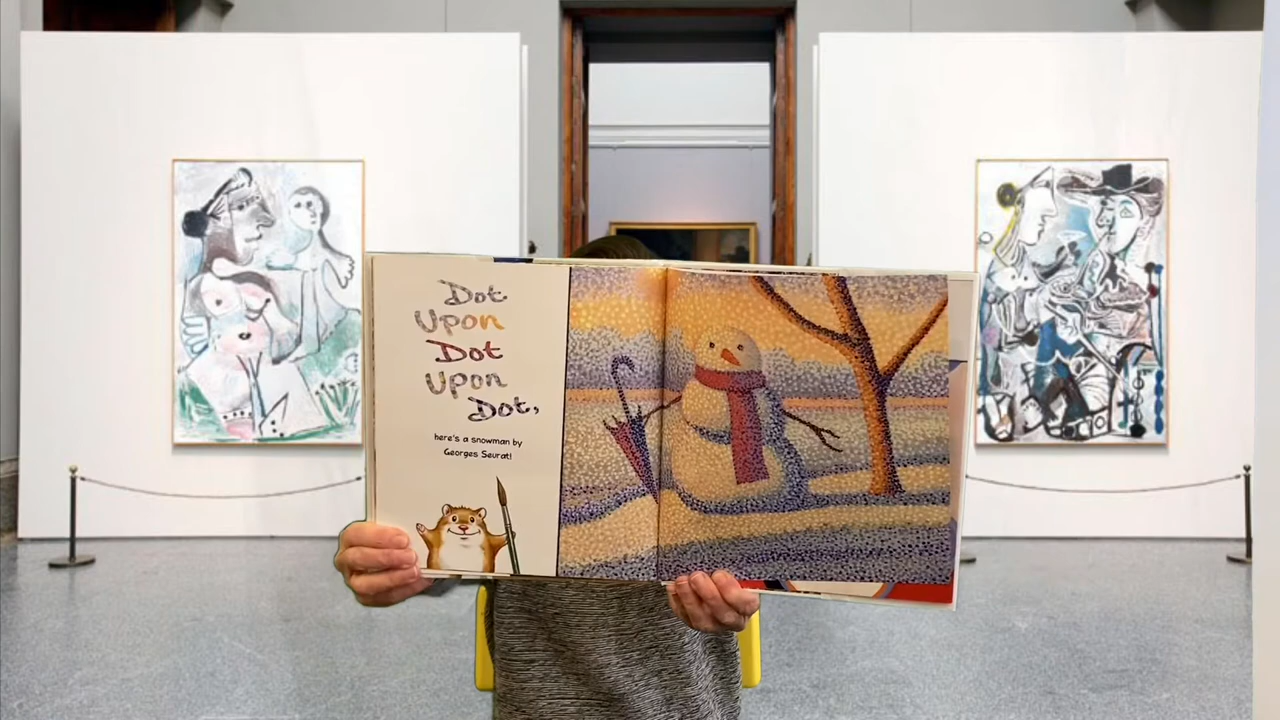 Dot
Upon
Dot
Upon
Dot,
here's a snowman by
Georges Seurat!